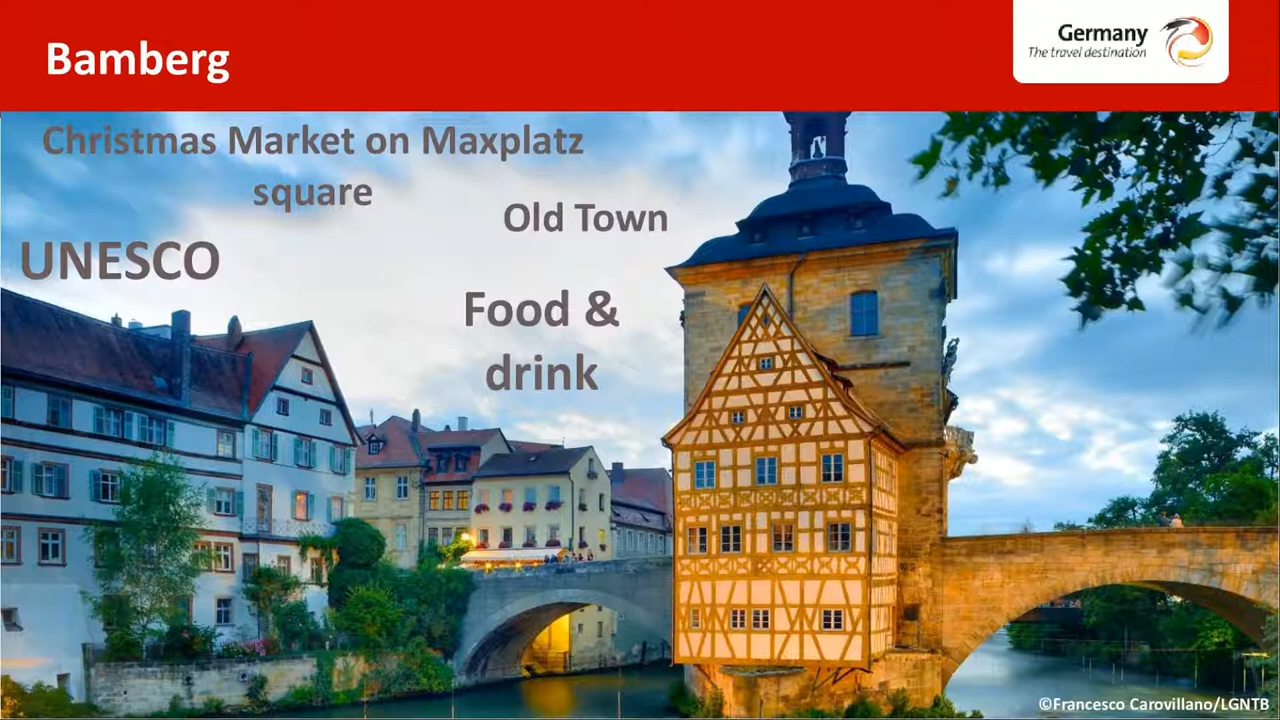 Bamberg
Germany
The travel destination
Christmas Market on Maxplatz
square
Old Town
UNESCO
Food &
drink
©Francesco Carovillano/LGNTB